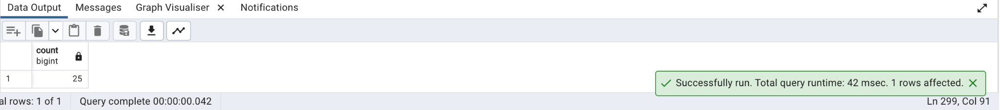 Data Output Messages Graph Visualiser × Notifications
count
bigint
1 25
Successfully run. Total query runtime: 42 msec. 1 rows affected.
al rows: 1 of 1 Query complete 00:00:00.042 Ln 299, Col 91